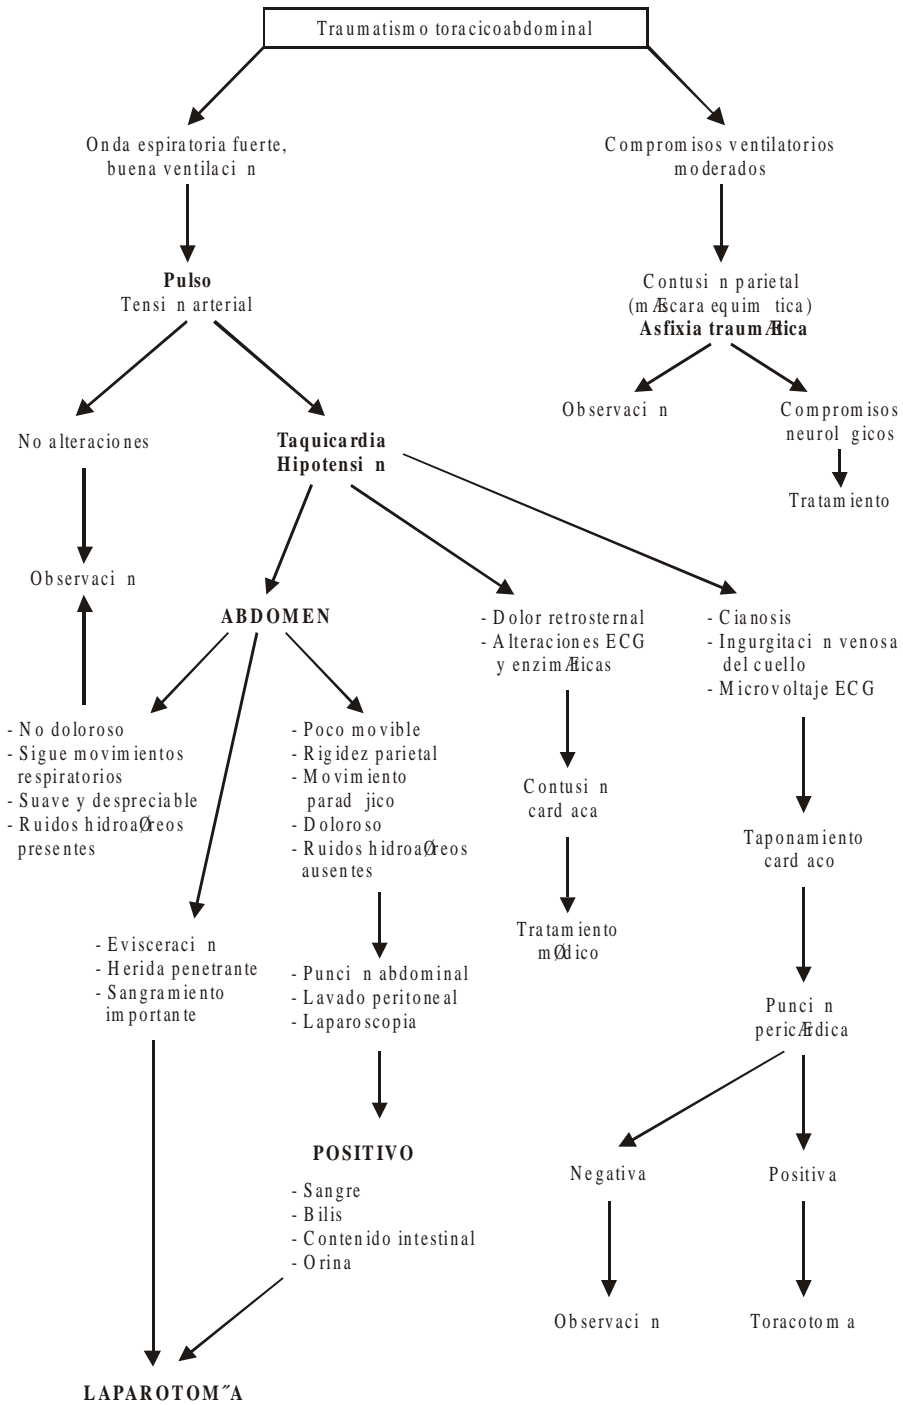 Traumatismo toracicoabdominal
Onda espiratoria fuerte,
buena ventilaci n
Compromisos ventilatorios
moderados
Pulso
Tensi n arterial
Contusi n parietal
(mÆscara equim tica)
Asfixia traumÆtica
Observaci n
Compromisos
neurol gicos
Tratamiento
No alteraciones
Taquicardia
Hipotensi n
Observaci n
ABDOMEN
- Dolor retrosternal
- Alteraciones ECG
y enzimÆticas
- Cianosis
- Ingurgitaci n venosa
del cuello
- Microvoltaje ECG
- No doloroso
- Sigue movimientos
respiratorios
- Suave y despreciable
- Ruidos hidroaØreos
presentes
- Poco movible
- Rigidez parietal
- Movimiento
parad jico
- Doloroso
- Ruidos hidroaØreos
ausentes
Contusi n
card aca
Taponamiento
card aco
Tratamiento
mØdico
- Evisceraci n
- Herida penetrante
- Sangramiento
importante
- Punci n abdominal
- Lavado peritoneal
- Laparoscopia
Punci n
pericÆrdica
POSITIVO
- Sangre
- Bilis
- Contenido intestinal
- Orina
Negativa
Positiva
Observaci n
Toracotom a
LAPAROTOM˝A